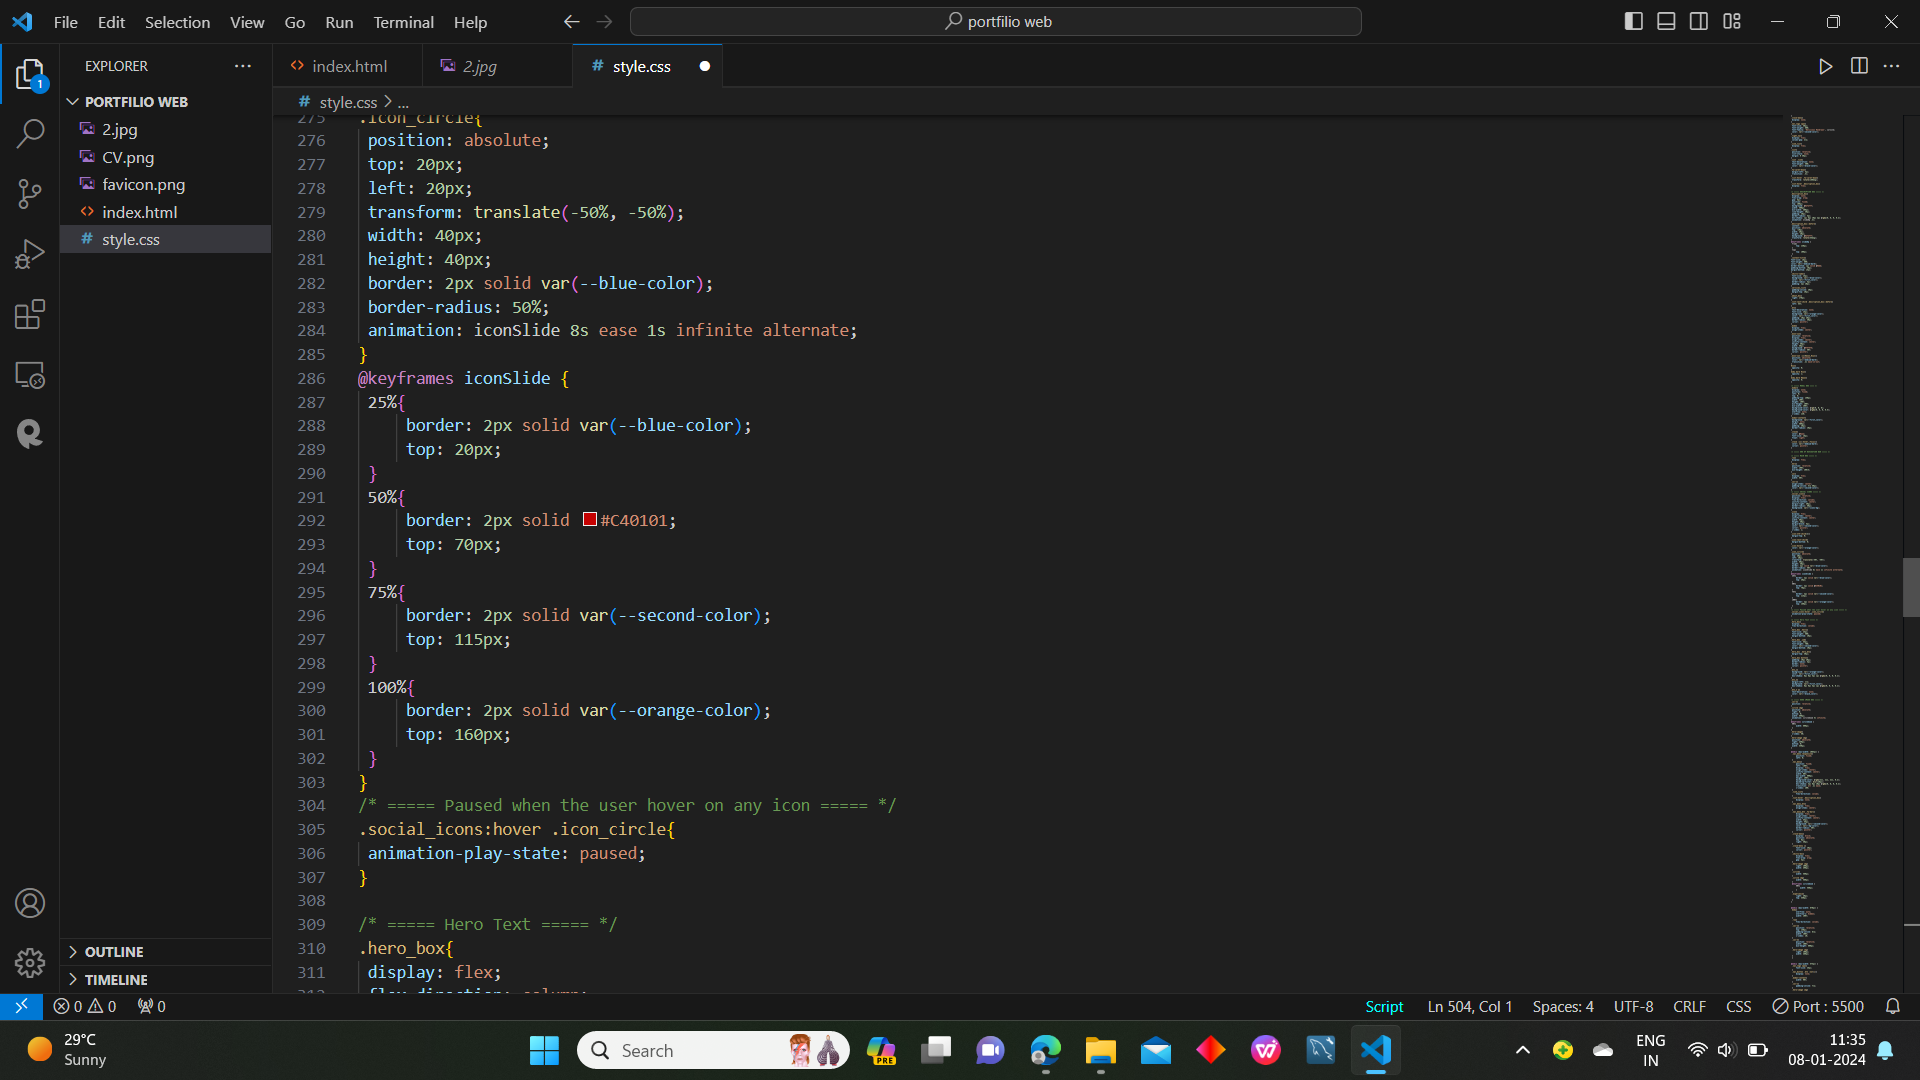 File Edit Selection View Go Run Terminal Help
portfilio web
EXPLORER
index.html
2.jpg
style.css
PORTFILIO WEB
style.css > ...
1
2.jpg
CV.png
favicon.png
index.html
style.css
275 .icon_circle{
276 position: absolute;
277 top: 20px;
278 left: 20px;
279 transform: translate(-50%, -50%);
280 width: 40px;
281 height: 40px;
282 border: 2px solid var(--blue-color);
283 border-radius: 50%;
284 animation: iconSlide 8s ease 1s infinite alternate;
285 }
286 @keyframes iconSlide {
287 25%{
288 border: 2px solid var(--blue-color);
289 top: 20px;
290 }
291 50%{
292 border: 2px solid #C40101;
293 top: 70px;
294 }
295 75%{
296 border: 2px solid var(--second-color);
297 top: 115px;
298 }
299 100%{
300 border: 2px solid var(--orange-color);
301 top: 160px;
302 }
303 }
304 /* ===== Paused when the user hover on any icon ===== */
305 .social_icons:hover .icon_circle{
306 animation-play-state: paused;
307 }
308
309 /* ===== Hero Text ===== */
310 .hero_box{
311 display: flex;
312 flex-direction: column;
OUTLINE
TIMELINE
0 0 0
Script Ln 504, Col 1 Spaces: 4 UTF-8 CRLF CSS Port : 5500
29°C
Sunny
Search
PRE
ENG
IN
11:35
08-01-2024